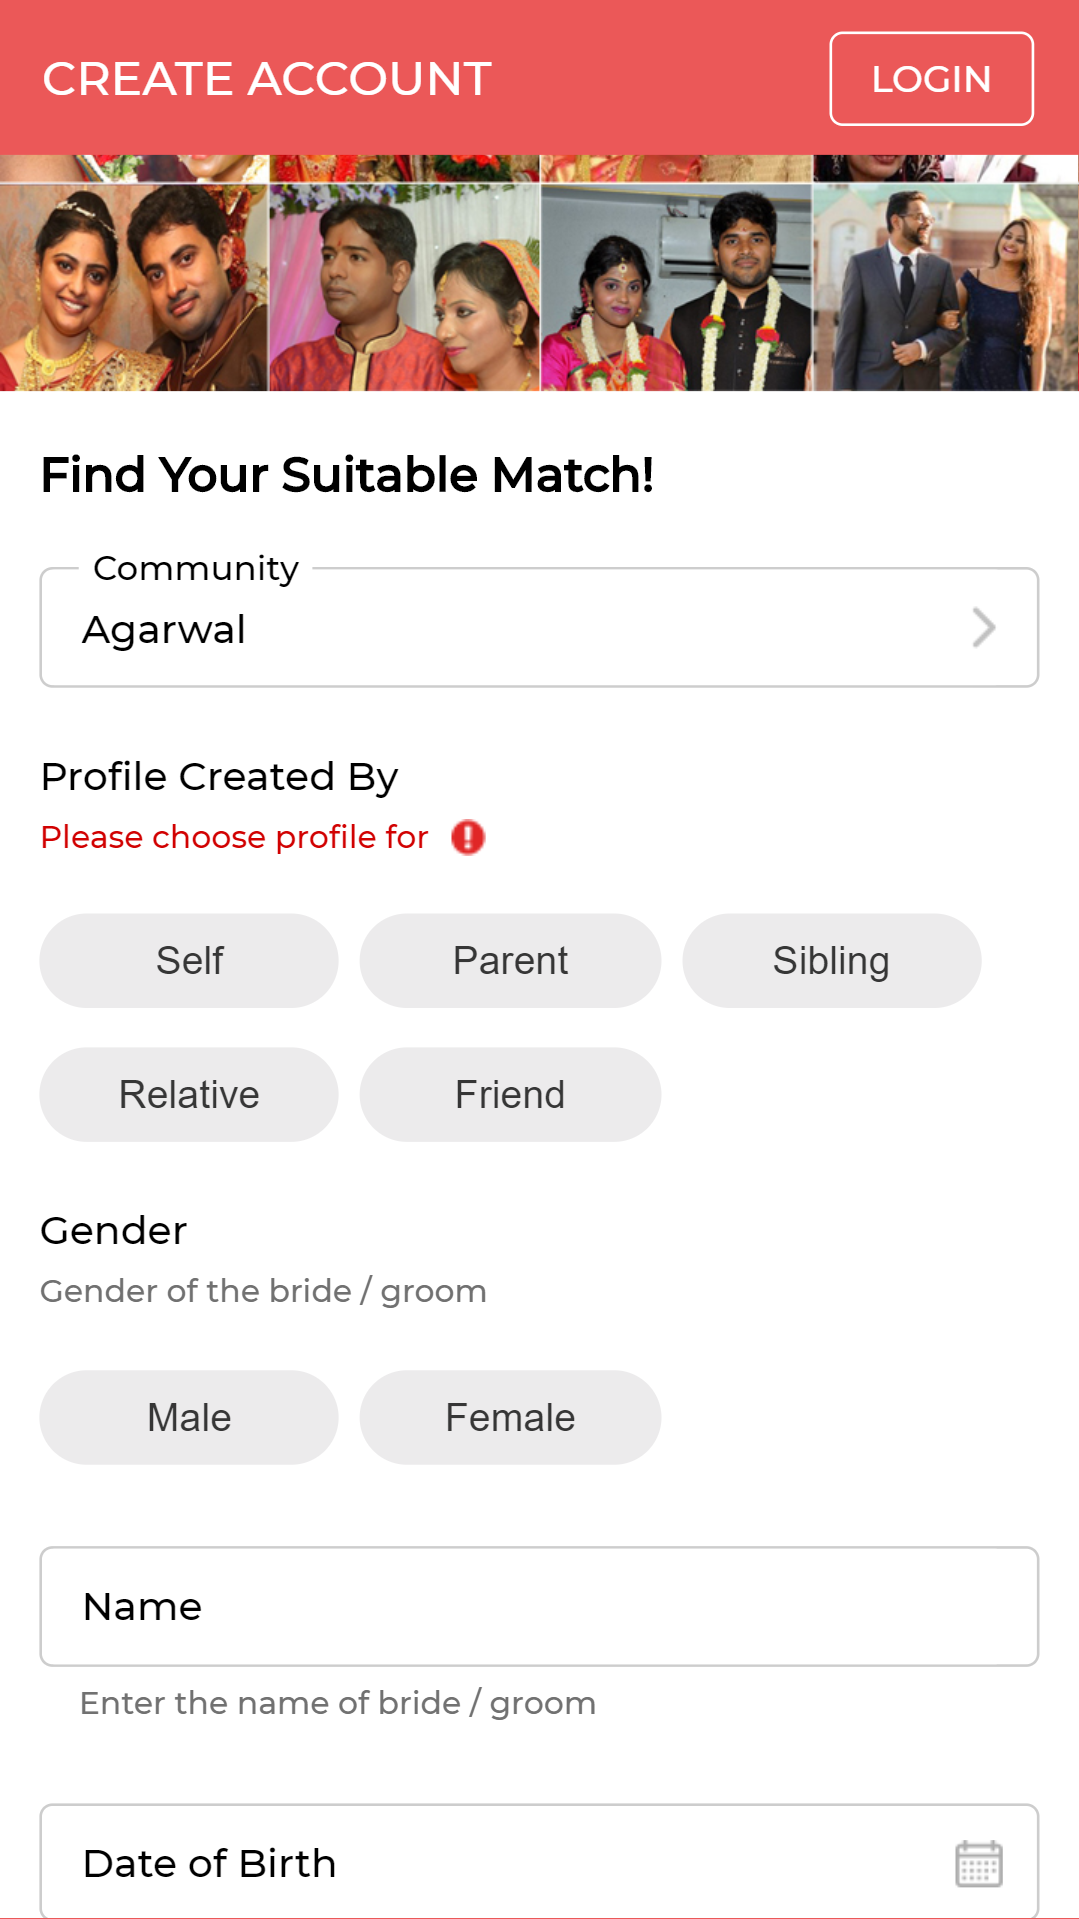 CREATE ACCOUNT
LOGIN
Find Your Suitable Match!
Community
Agarwal
Profile Created By
Please choose profile for
Self Parent Sibling
Relative Friend
Gender
Gender of the bride / groom
Male Female
Name
Enter the name of bride / groom
Date of Birth